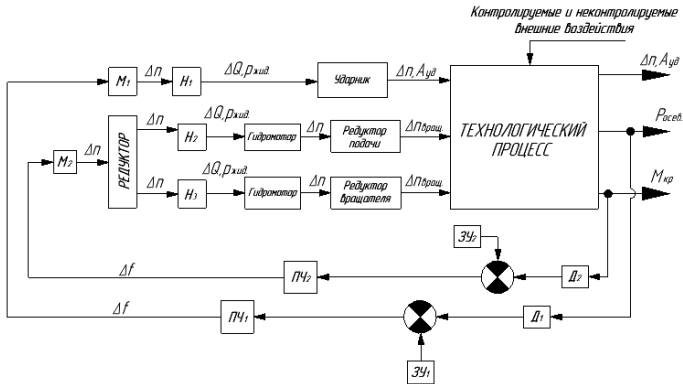 Контролируемые и неконтролируемые
внешние воздействия
М1
Δn
Н1
ΔQ,pжид.
Ударник
Δn,Aуд
Δn,Aуд
М2
Δn
РЕДУКТОР
Δn
Н2
ΔQ,pжид.
Гидромотор
Δn
Редуктор
подачи
Δnвращ.
ТЕХНОЛОГИЧЕСКИЙ
ПРОЦЕСС
Pосев.
Δn
Н3
ΔQ,pжид.
Гидромотор
Δn
Редуктор
вращателя
Δnвращ.
Mкр
ЗУ2
Δf
ПЧ2
Д2
Δf
ПЧ1
Д1
ЗУ1